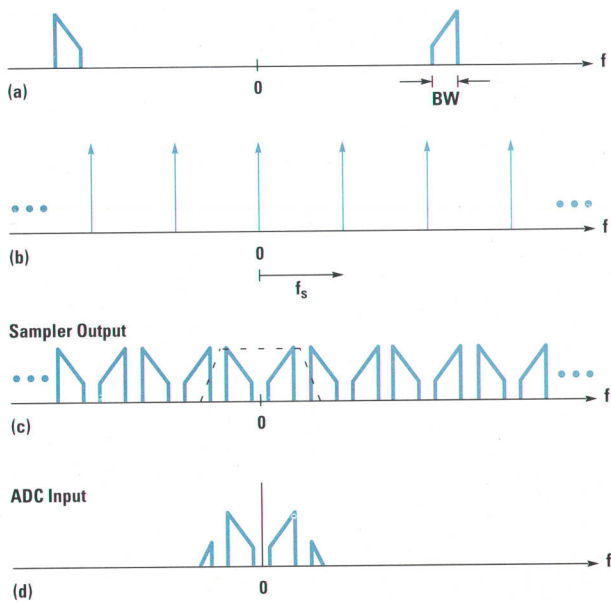 f
(a)
0
BW
f
(b)
0
fs
Sampler Output
f
(c)
0
ADC Input
f
(d)
0